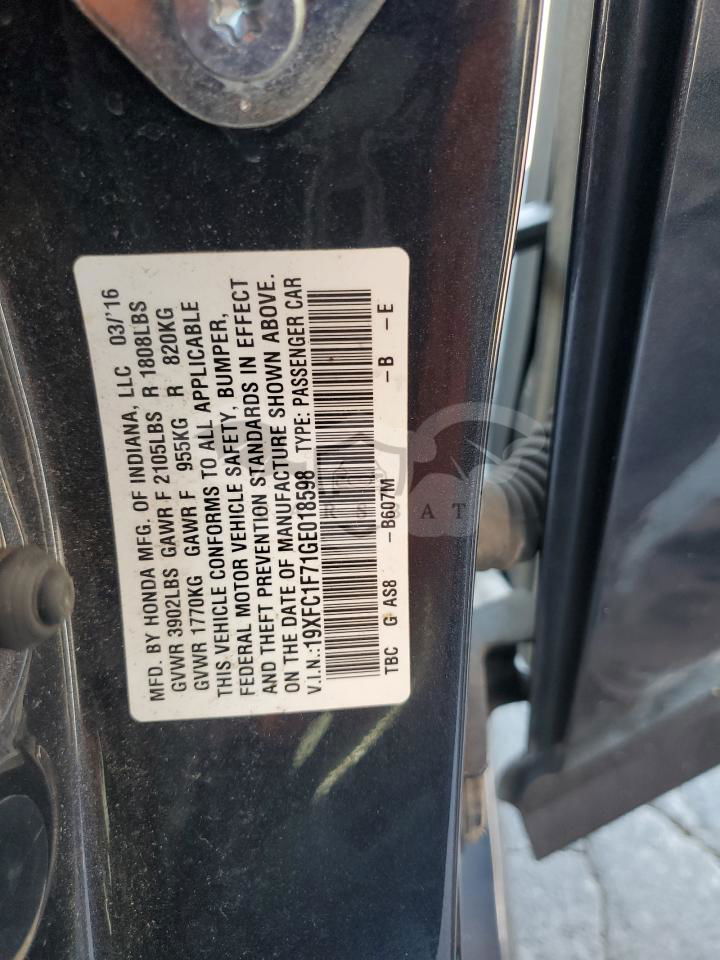 MFD. BY HONDA MFG. OF INDIANA, LLC 03/'16
GVWR 3902LBS GAWR F 2105LBS R 1808LBS
GVWR 1770KG GAWR F 955KG R 820KG
THIS VEHICLE CONFORMS TO ALL APPLICABLE
FEDERAL MOTOR VEHICLE SAFETY, BUMPER,
AND THEFT PREVENTION STANDARDS IN EFFECT
ON THE DATE OF MANUFACTURE SHOWN ABOVE.
V.I.N.:19XFC1F71GE018598 TYPE: PASSENGER CAR
TBC G AS8 -B607M -B -E